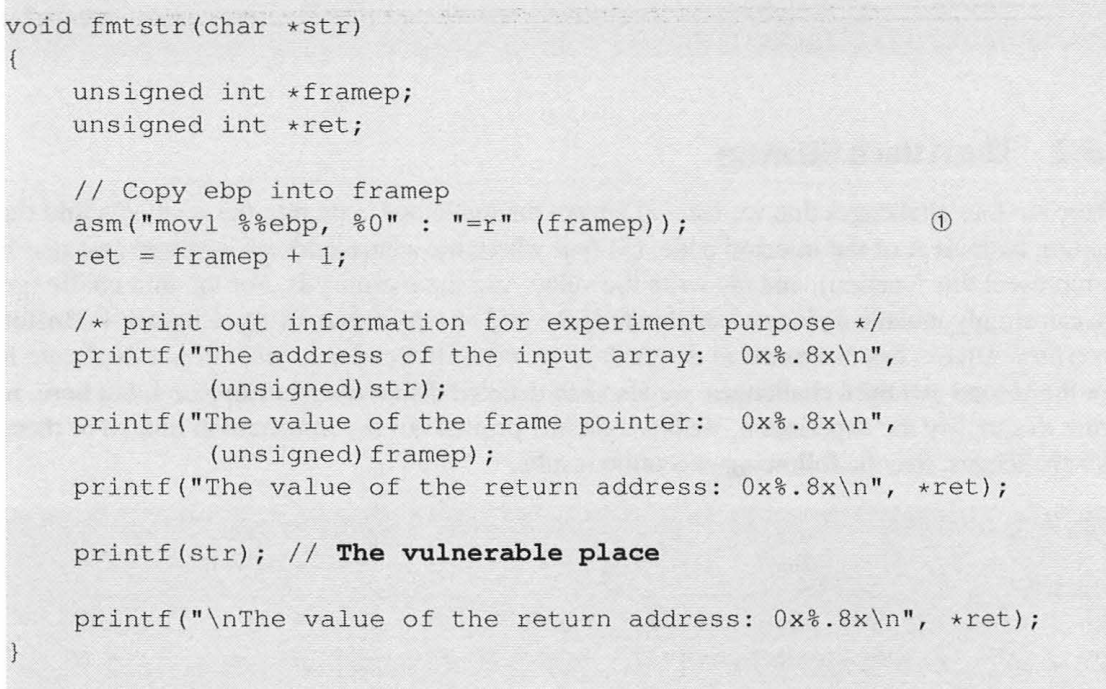 void fmtstr(char *str)
{
    unsigned int *framep;
    unsigned int *ret;

    // Copy ebp into framep
    asm("movl %%ebp, %0" : "=r" (framep));                    ①
    ret = framep + 1;

    /* print out information for experiment purpose */
    printf("The address of the input array:  0x%.8x\n",
            (unsigned)str);
    printf("The value of the frame pointer:  0x%.8x\n",
            (unsigned)framep);
    printf("The value of the return address: 0x%.8x\n", *ret);

    printf(str); // The vulnerable place

    printf("\nThe value of the return address: 0x%.8x\n", *ret);
}